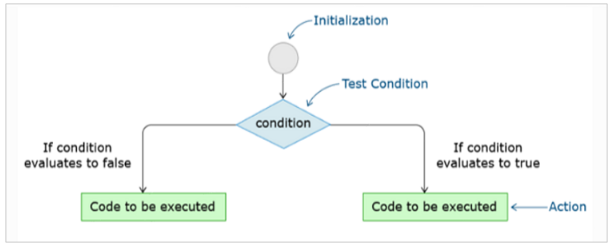 Initialization
Test Condition
condition
If condition
evaluates to false
If condition
evaluates to true
Code to be executed
Code to be executed
Action